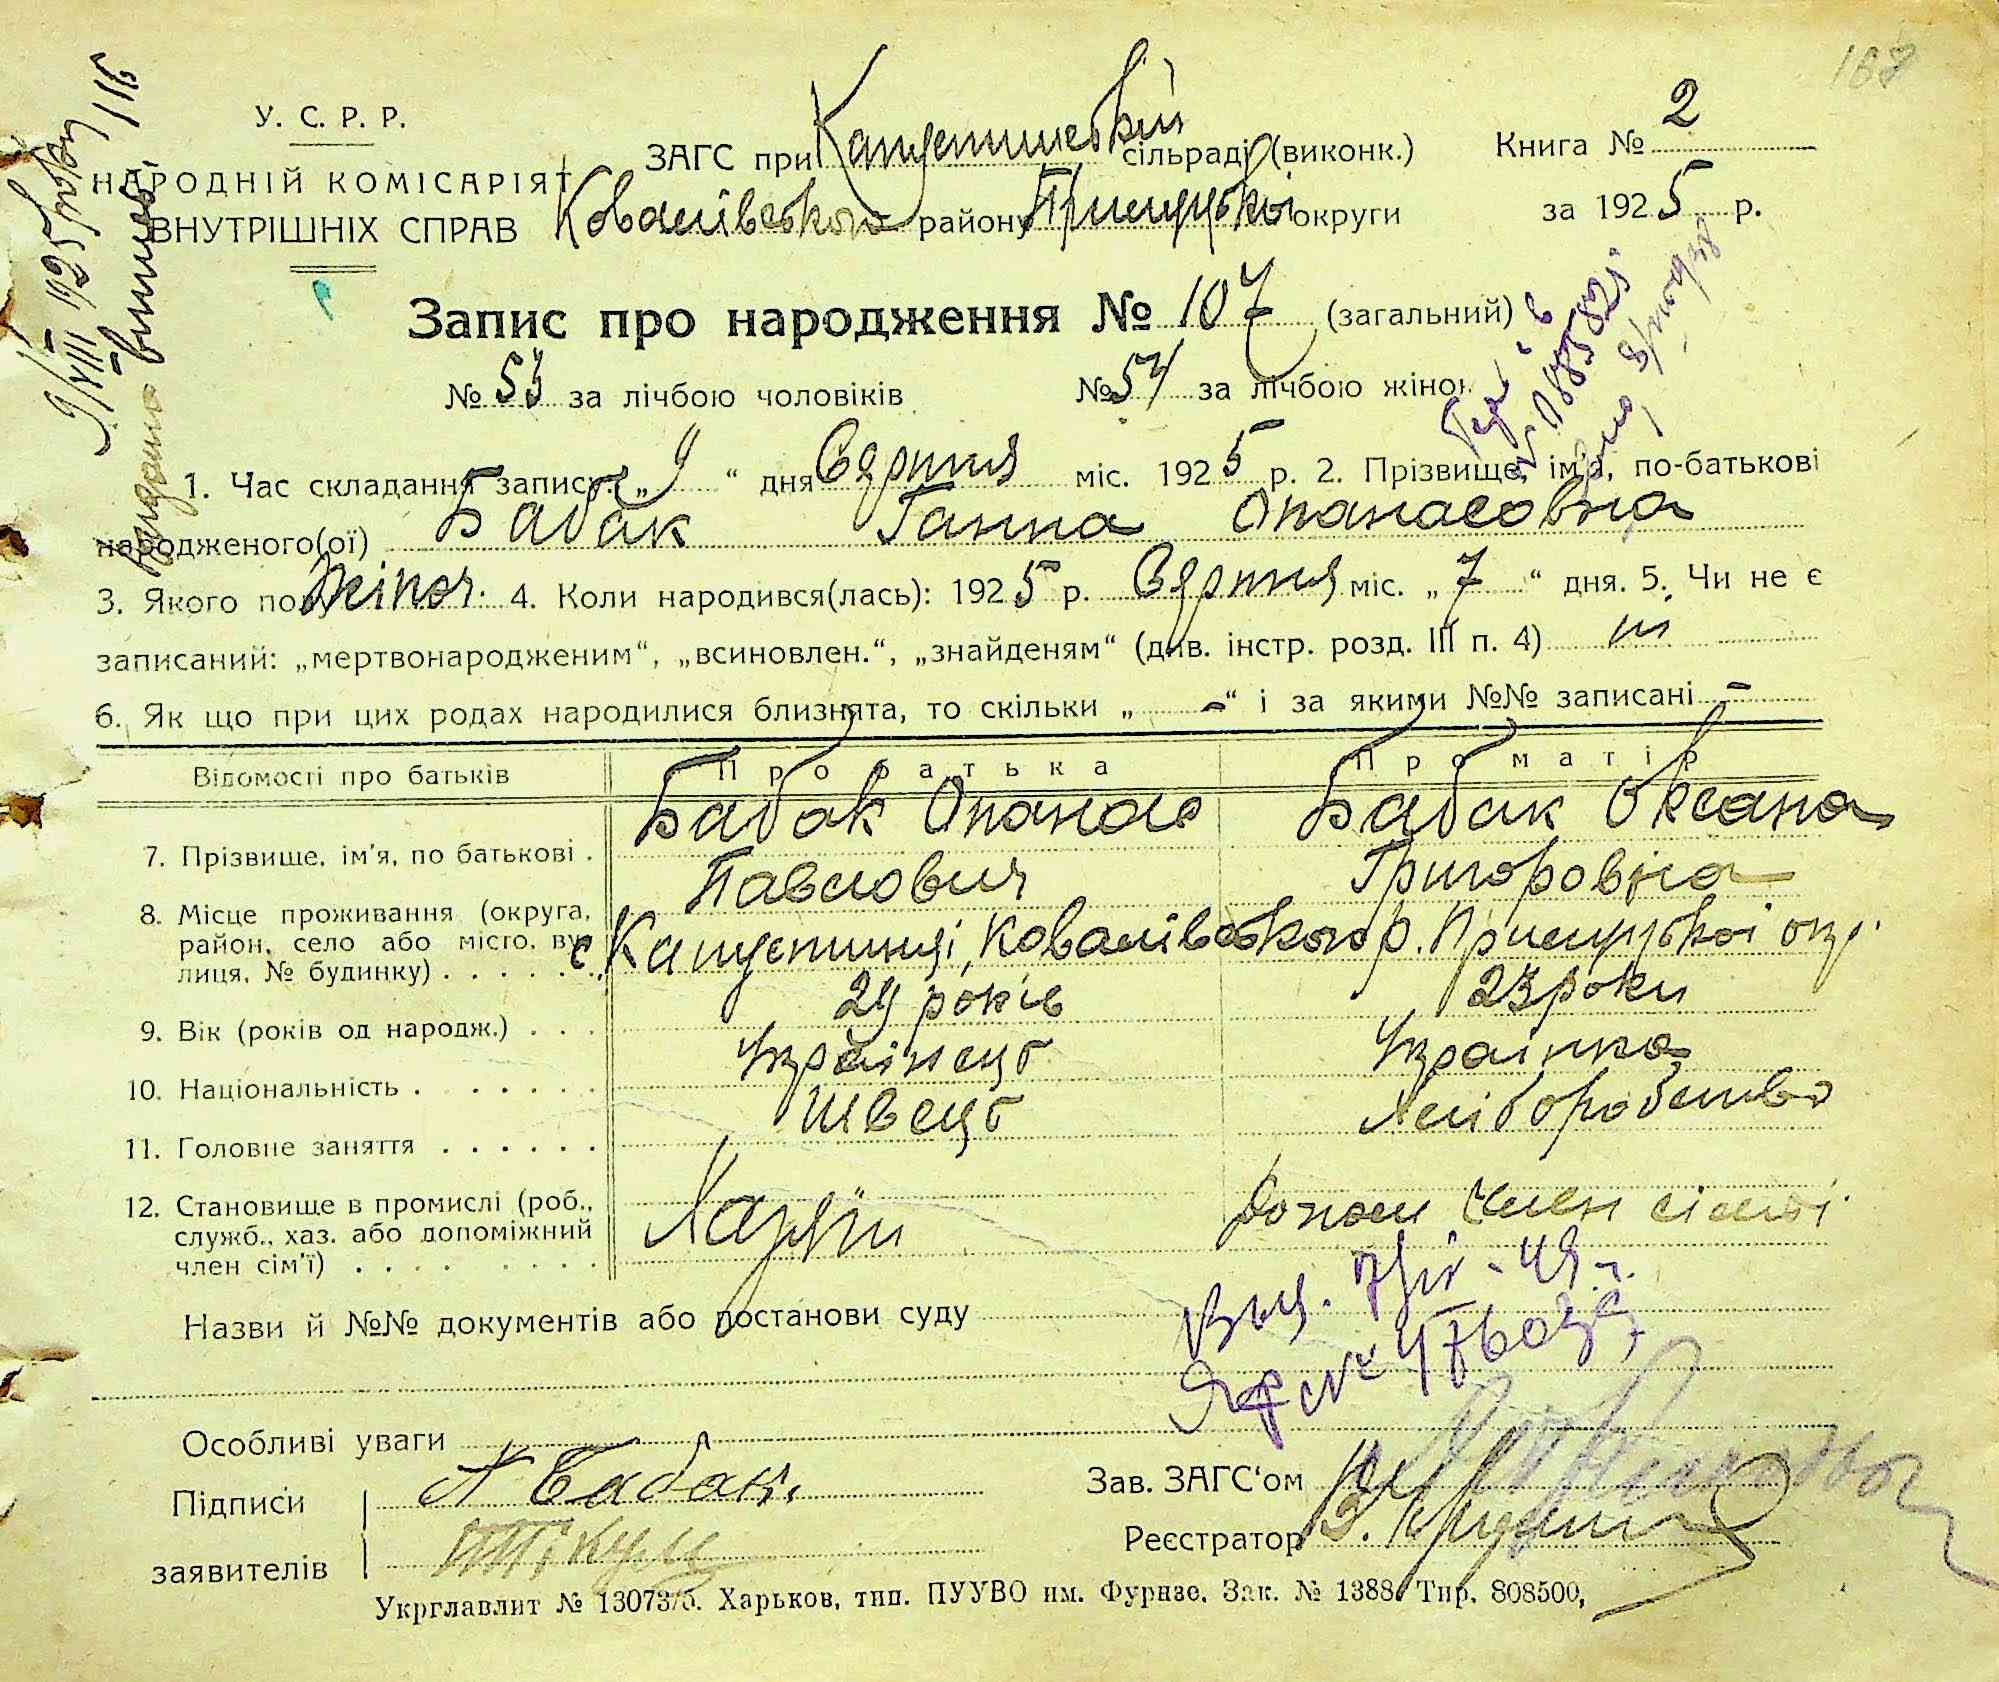 168
У. С. Р. Р.
НАРОДНІЙ КОМІСАРІЯТ
ВНУТРІШНІХ СПРАВ
ЗАГС при Капустинській сільраді (виконк.)
Ковалівського району Прилуцької округи
Книга № 2
за 1925 р.
Запис про народження № 107 (загальний)
№ 53 за лічбою чоловіків
№ 54 за лічбою жінок
1. Час складання запису: „9“ дня Серпня міс. 1925 р. 2. Прізвище, ім'я, по-батькові
народженого(ої) Бабак Ганна Опанасовна
3. Якого полу жіноч. 4. Коли народився(лась): 1925 р. Серпня міс. „7“ дня. 5. Чи не є
записаний: „мертвонародженим“, „всиновлен.“, „знайденям“ (див. інстр. розд. III п. 4) ні
6. Як що при цих родах народилися близнята, то скільки „-“ і за якими №№ записані -
Відомості про батьків
Про батька
Про матір
7. Прізвище, ім'я, по батькові .
Бабак Опанас
Павлович
Бабак Оксана
Григоровна
8. Місце проживання (округа,
район, село або місто, ву-
лиця, № будинку) . . . . . .
с. Капустинці, Ковалівського р. Прилуцької окр.
9. Вік (років од народж.) . . .
29 років
23 роки
10. Національність . . . . . .
Українець
Українка
11. Головне заняття . . . . . .
Швець
Хліборобство
12. Становище в промислі (роб.,
служб., хаз. або допоміжний
член сім'ї) . . . . . . . .
Хазяїн
допом член сімьї
Назви й №№ документів або постанови суду
Особливі уваги
Підписи
заявителів
А Бабак.
Зав. ЗАГС'ом
Реєстратор
Укрглавлит № 13073/б. Харьков, тип. ПУУВО им. Фрунзе. Зак. № 1388. Тир. 808500,